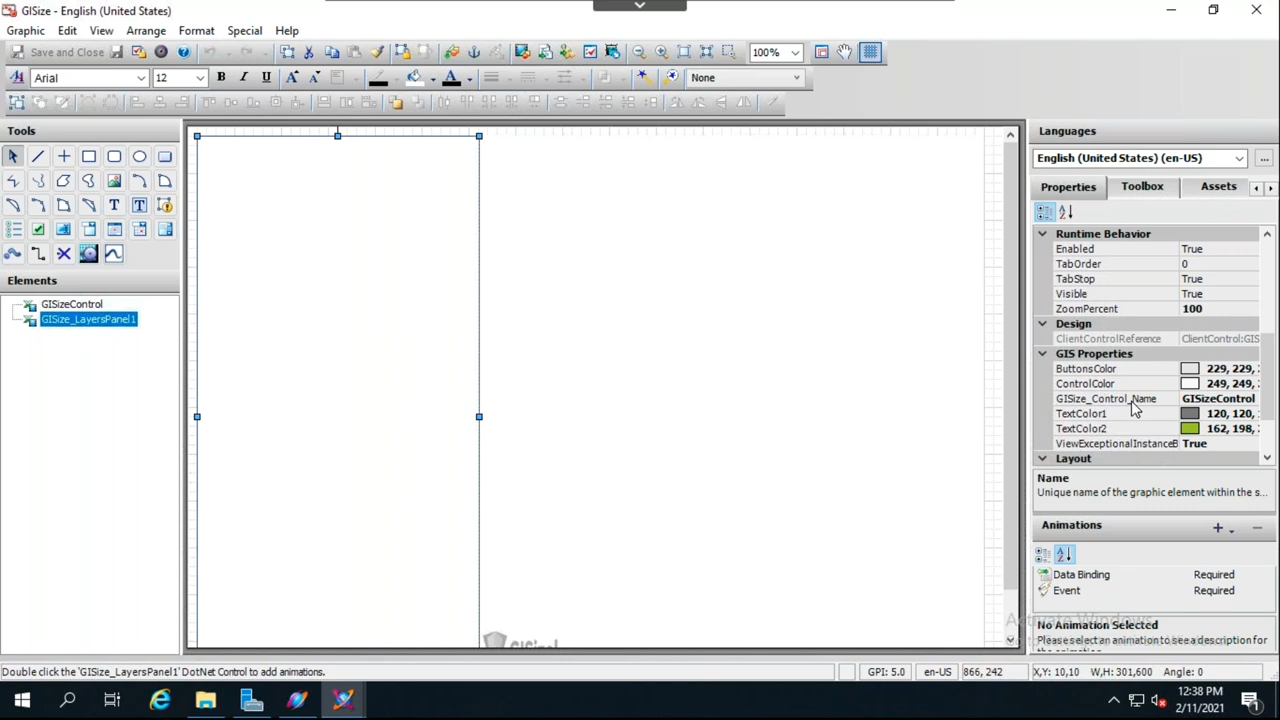 GISize - English (United States)
Graphic Edit View Arrange Format Special Help
Save and Close 100%
Arial 12 B I U A A A None
Tools Languages
English (United States) (en-US) ...
Properties Toolbox Assets
Runtime Behavior
Enabled True
TabOrder 0
TabStop True
Visible True
ZoomPercent 100
Design
ClientControlReference ClientControl:GIS
GIS Properties
ButtonsColor 229, 229, :
ControlColor 249, 249, :
GISize_Control_Name GISizeControl
TextColor1 120, 120, :
TextColor2 162, 198, :
ViewExceptionalInstanceB True
Layout
Name
Unique name of the graphic element within the s...
Elements
GISizeControl
GISize_LayersPanel1
Animations
Data Binding Required
Event Required
Activate Windows
No Animation Selected
Please select an animation to see a description for
Double click the 'GISize_LayersPanel1' DotNet Control to add animations. GPI: 5.0 en-US 866, 242 X,Y: 10,10 W,H: 301,600 Angle: 0
12:38 PM
2/11/2021